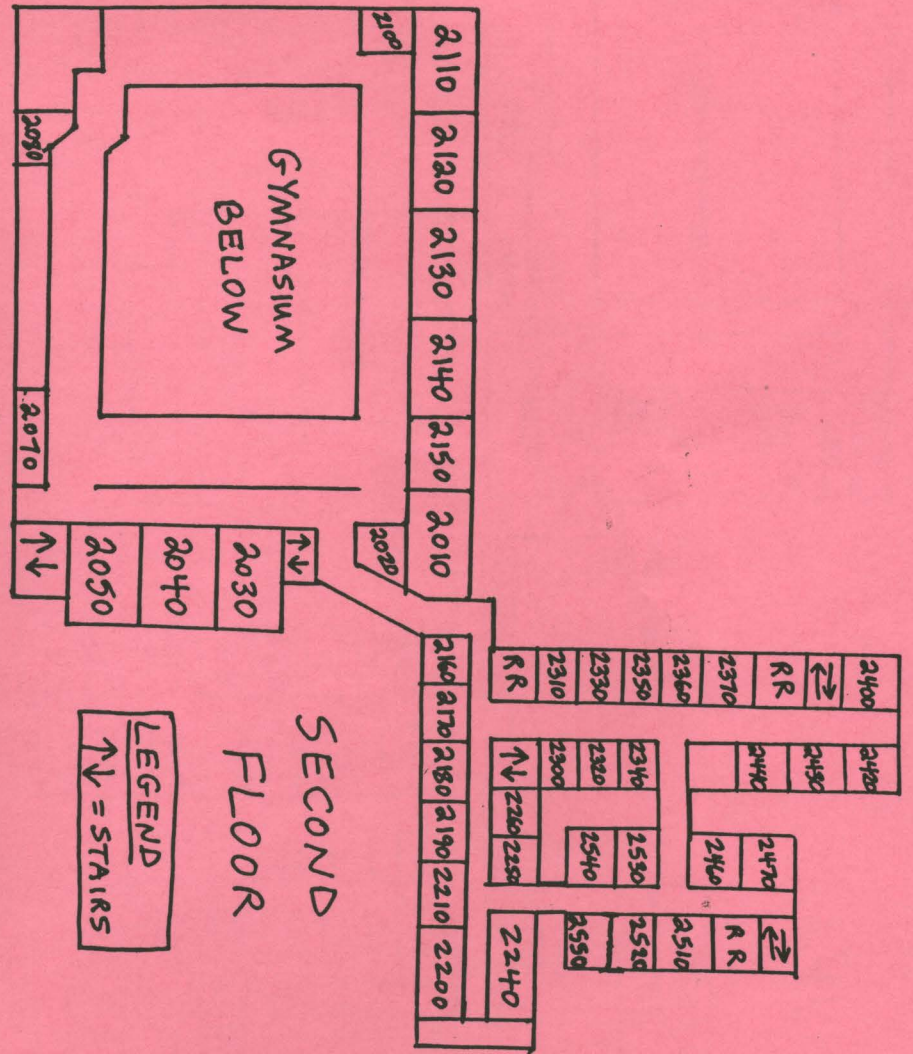 2400 2420
⇄ 2430
RR 2440 2470 ⇄
2370 2460 RR
2360 2510
2350 2340 2530 2520
2330 2320 2540 2550
2310 2300
RR ↑↓ 2260 2250 2240
2110 2120 2130 2140 2150 2010 2160 2170 2180 2190 2210 2200
2100 2020
↑↓
SECOND
FLOOR
GYMNASIUM
BELOW
2030
2040
2050
LEGEND
↑↓ = STAIRS
2080 2070 ↑↓